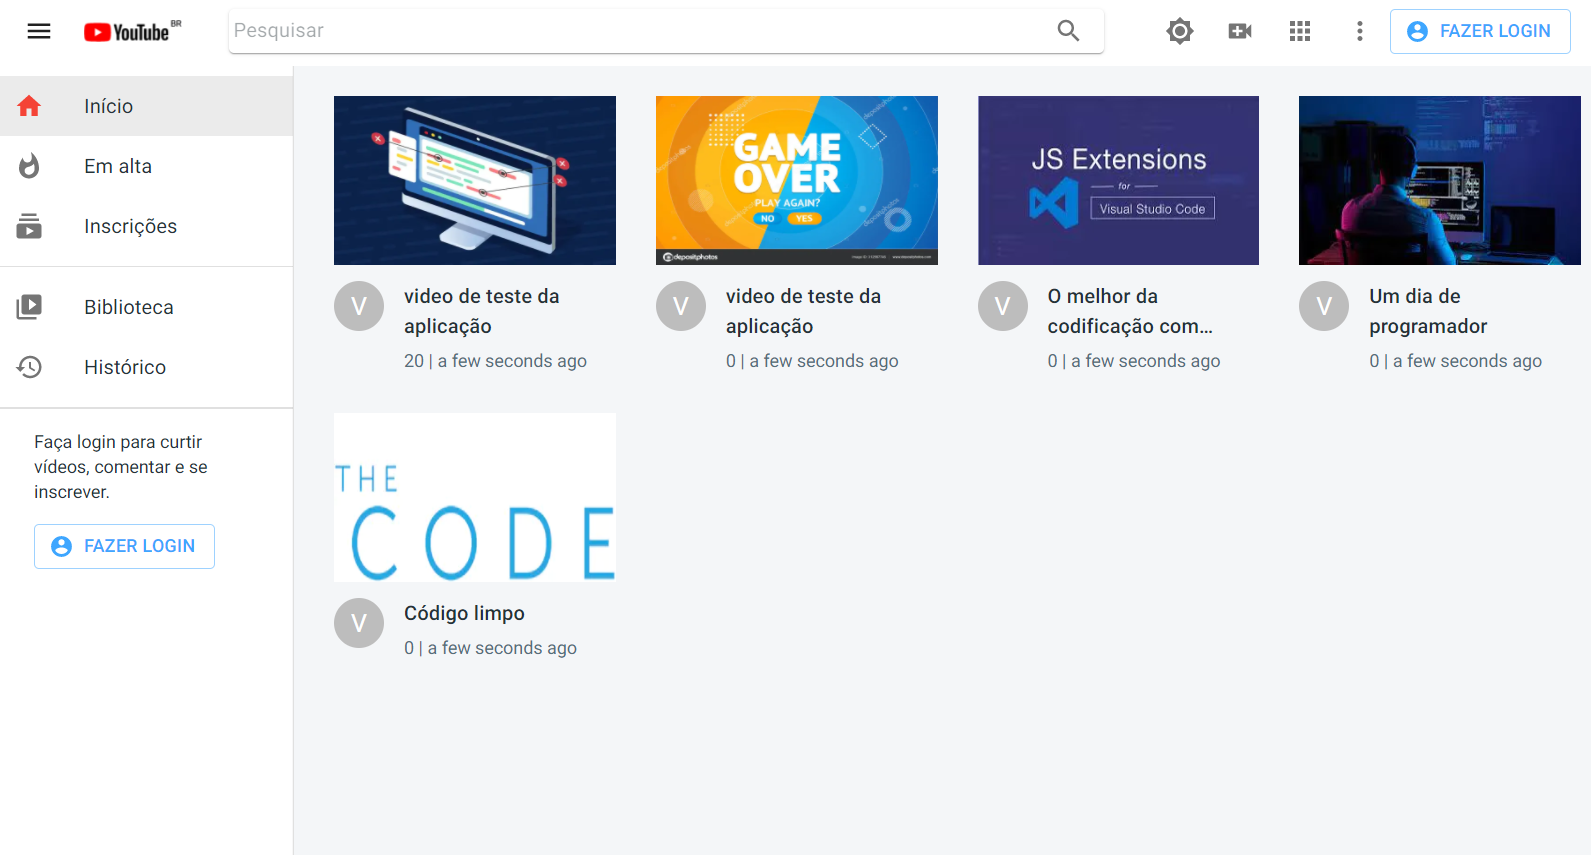 YouTube BR
Pesquisar
FAZER LOGIN
Início
Em alta
Inscrições
Biblioteca
Histórico
Faça login para curtir
vídeos, comentar e se
inscrever.
FAZER LOGIN
GAME
OVER
PLAY AGAIN?
NO YES
depositphotos
JS Extensions
for
Visual Studio Code
V
video de teste da
aplicação
20 | a few seconds ago
V
video de teste da
aplicação
0 | a few seconds ago
V
O melhor da
codificação com...
0 | a few seconds ago
V
Um dia de
programador
0 | a few seconds ago
THE
CODE
V
Código limpo
0 | a few seconds ago